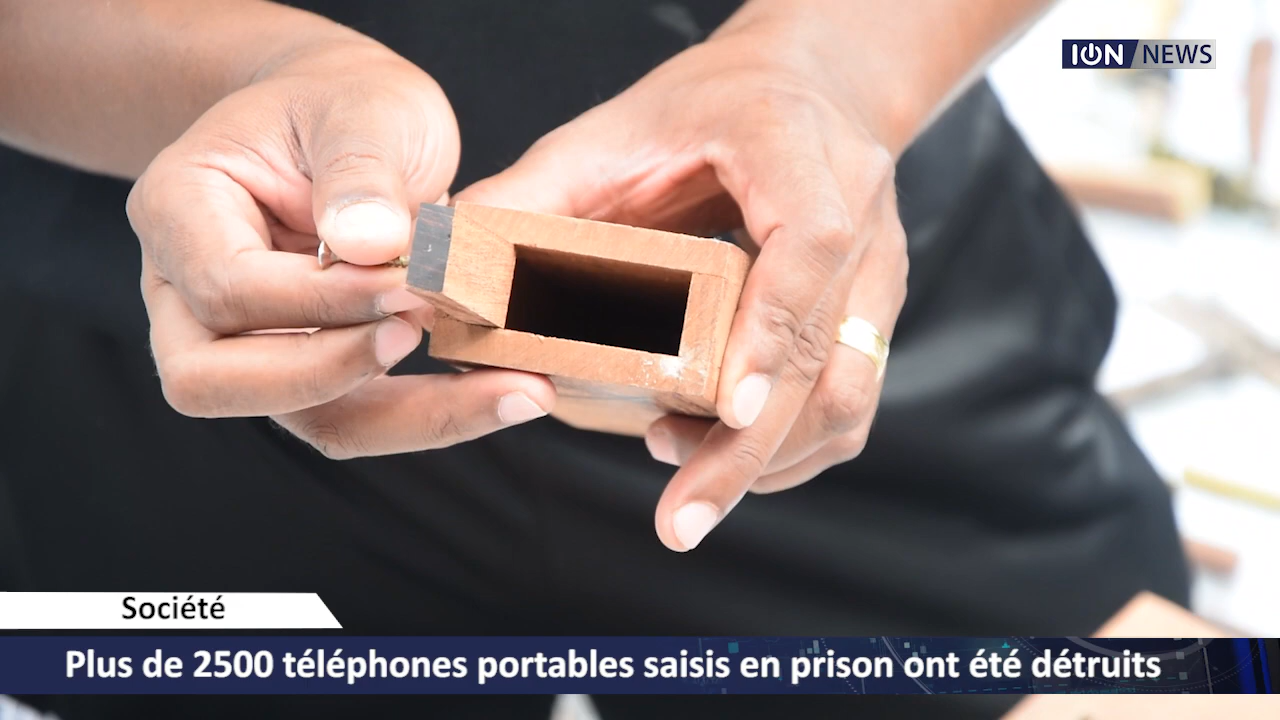 ION NEWS
Société
Plus de 2500 téléphones portables saisis en prison ont été détruits